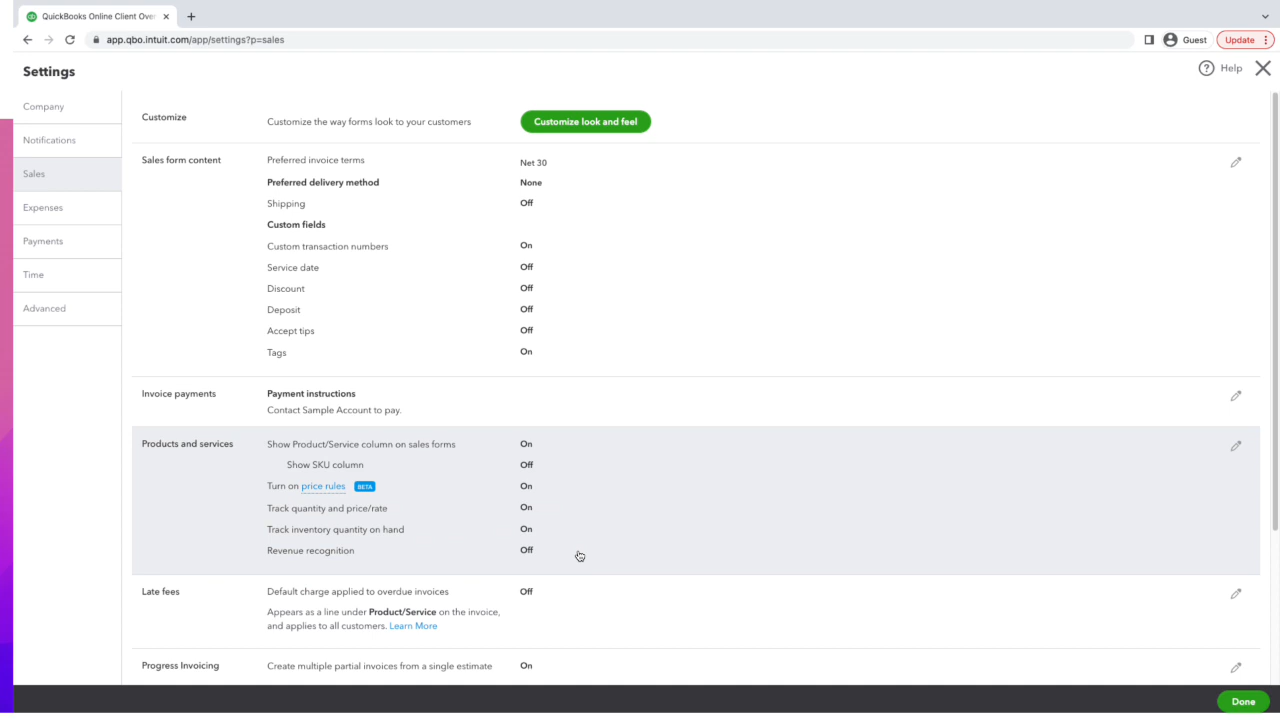 QuickBooks Online Client Over
app.qbo.intuit.com/app/settings?p=sales
Guest
Update
Settings
Help
Company
Notifications
Sales
Expenses
Payments
Time
Advanced
Customize
Customize the way forms look to your customers
Customize look and feel
Sales form content
Preferred invoice terms
Net 30
Preferred delivery method
None
Shipping
Off
Custom fields
Custom transaction numbers
On
Service date
Off
Discount
Off
Deposit
Off
Accept tips
Off
Tags
On
Invoice payments
Payment instructions
Contact Sample Account to pay.
Products and services
Show Product/Service column on sales forms
On
Show SKU column
Off
Turn on price rules BETA
On
Track quantity and price/rate
On
Track inventory quantity on hand
On
Revenue recognition
Off
Late fees
Default charge applied to overdue invoices
Off
Appears as a line under Product/Service on the invoice,
and applies to all customers. Learn More
Progress Invoicing
Create multiple partial invoices from a single estimate
On
Done